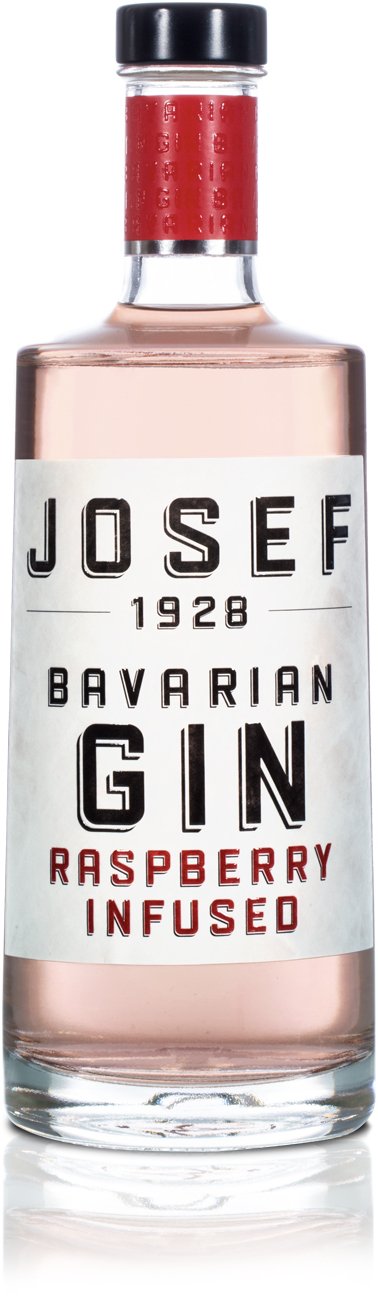 JOSEF
1928
BAVARIAN
GIN
RASPBERRY
INFUSED